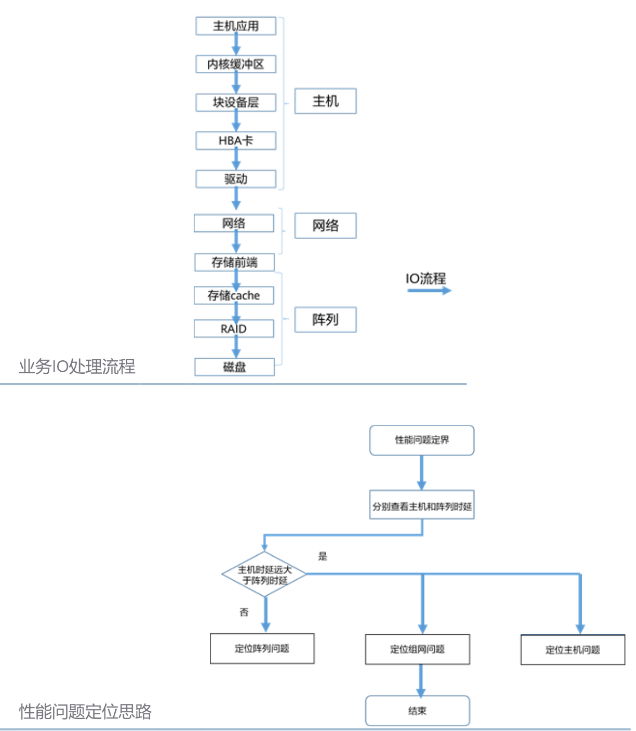 主机应用
内核缓冲区
块设备层
主机
HBA卡
驱动
网络
网络
存储前端
IO流程
存储cache
阵列
RAID
磁盘
业务IO处理流程
性能问题定界
分别查看主机和阵列时延
是
主机时延远大
于阵列时延
否
定位阵列问题
定位组网问题
定位主机问题
结束
性能问题定位思路